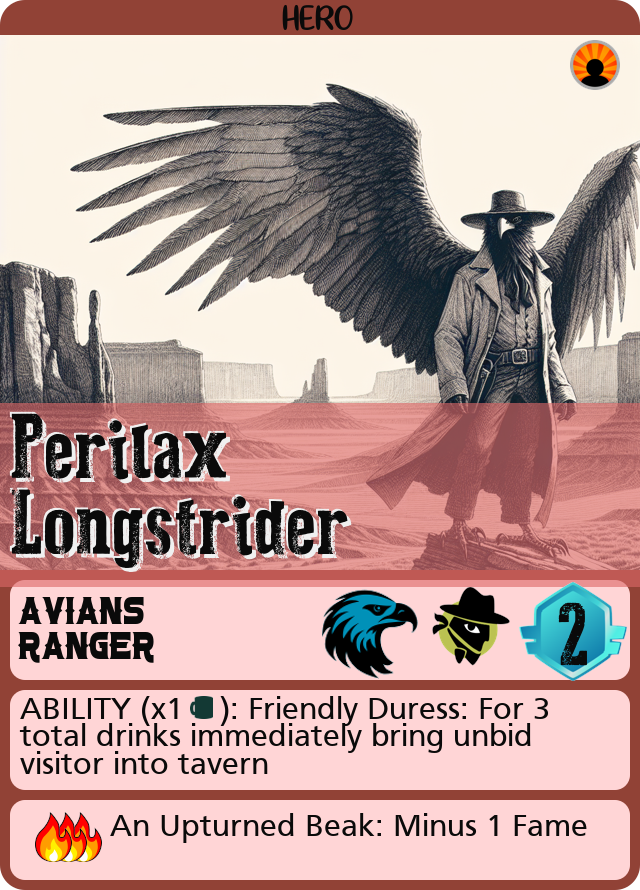 HERO
Perilax
Longstrider
AVIANS
RANGER
2
ABILITY (x1 ): Friendly Duress: For 3
total drinks immediately bring unbid
visitor into tavern
An Upturned Beak: Minus 1 Fame